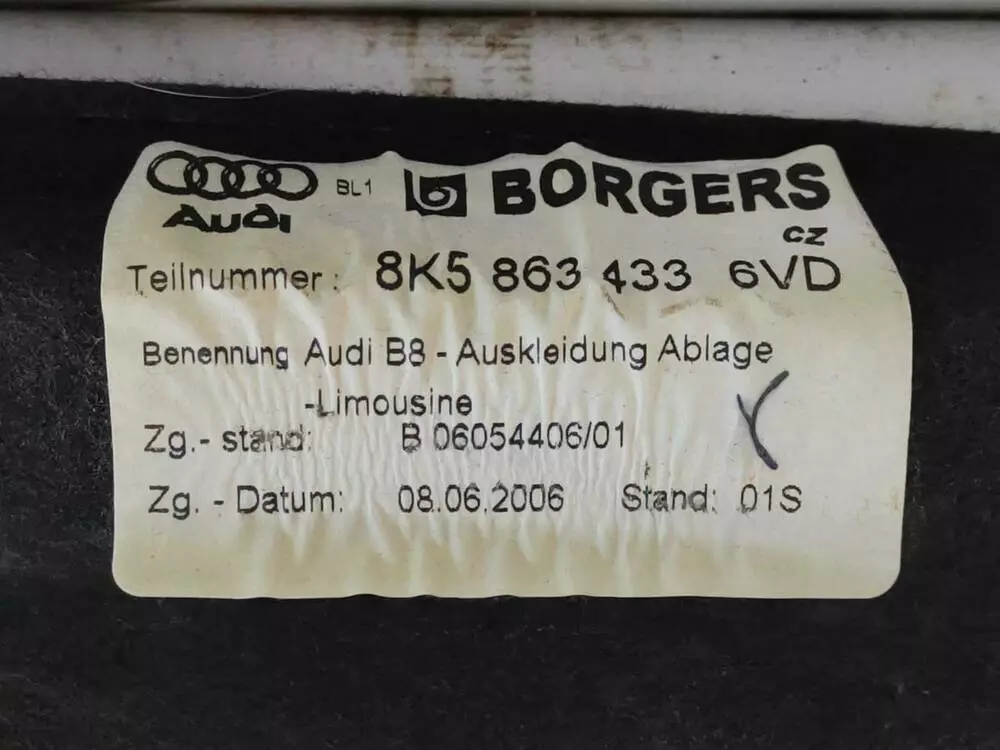 Audi BL1 BORGERS
CZ
Teilnummer: 8K5 863 433 6VD
Benennung Audi B8 - Auskleidung Ablage
-Limousine
Zg.- stand: B 06054406/01
Zg. - Datum: 08.06.2006 Stand: 01S